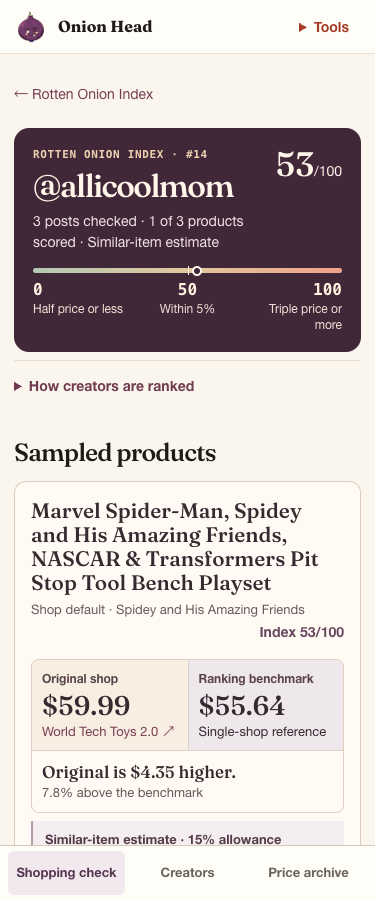 Onion Head
▶ Tools
← Rotten Onion Index
ROTTEN ONION INDEX · #14
53/100
@allicoolmom
3 posts checked · 1 of 3 products
scored · Similar-item estimate
0 50 100
Half price or less Within 5% Triple price or
more
▶ How creators are ranked
Sampled products
Marvel Spider-Man, Spidey
and His Amazing Friends,
NASCAR & Transformers Pit
Stop Tool Bench Playset
Shop default · Spidey and His Amazing Friends
Index 53/100
Original shop
$59.99
World Tech Toys 2.0 ↗
Ranking benchmark
$55.64
Single-shop reference
Original is $4.35 higher.
7.8% above the benchmark
Similar-item estimate · 15% allowance
Shopping check
Creators
Price archive